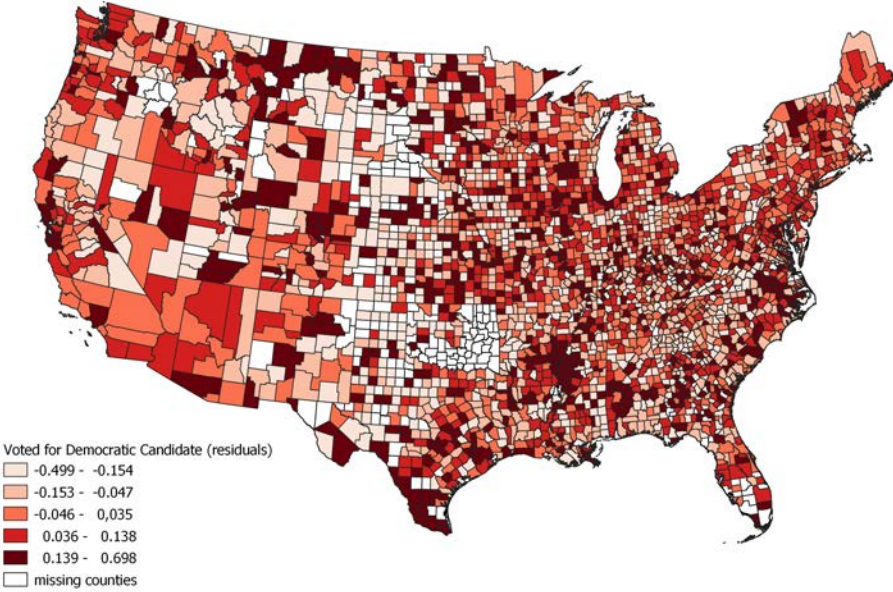 Voted for Democratic Candidate (residuals)
-0.499 - -0.154
-0.153 - -0.047
-0.046 - 0,035
0.036 - 0.138
0.139 - 0.698
missing counties